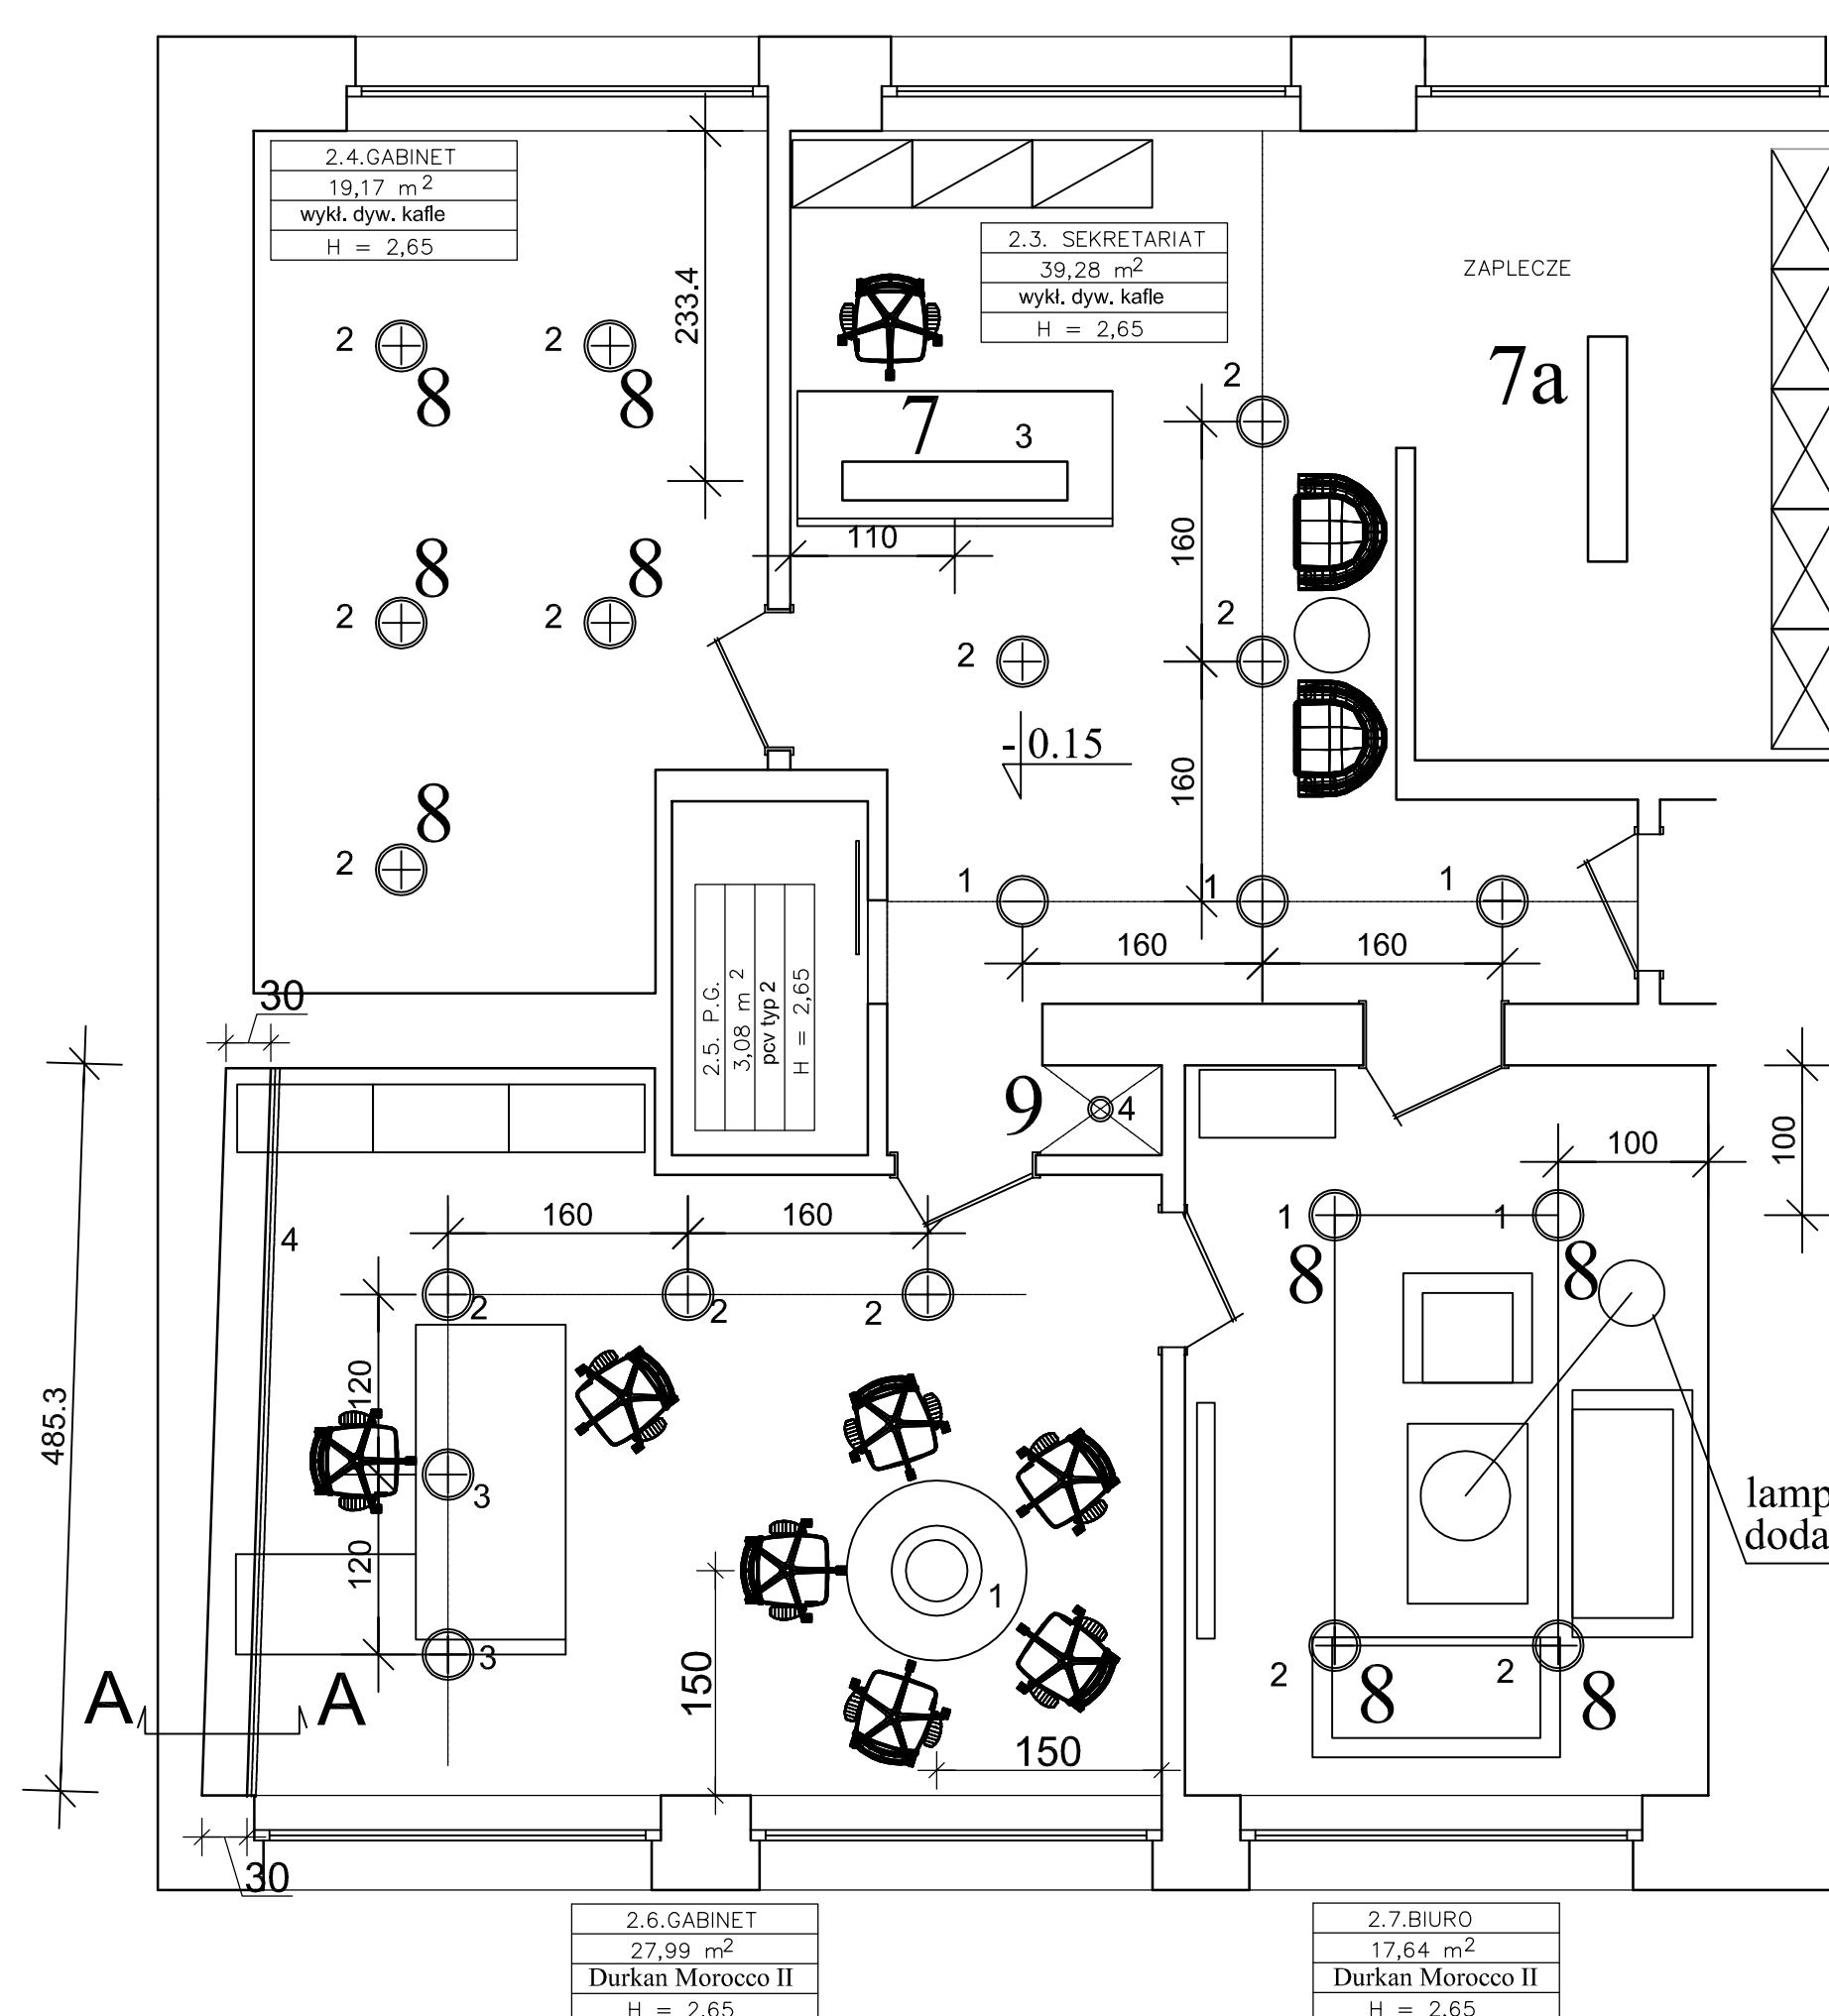 2.4.GABINET
19,17 m2
wykł. dyw. kafle
H = 2,65
233.4
2.3. SEKRETARIAT
39,28 m2
wykł. dyw. kafle
H = 2,65
ZAPLECZE
2
2
8
8
7a
2
7
3
110
160
2
2
8
8
2
2
- 0.15
160
2
8
1
1
1
160
160
2.5. P.G.
3,08 m 2
pcv typ 2
H = 2,65
30
9
4
100
100
4
160
160
1
1
2
2
2
8
8
120
485.3
3
120
1
3
lamp
doda
150
2
2
8
8
A
A
150
30
2.6.GABINET
27,99 m2
Durkan Morocco II
H = 2,65
2.7.BIURO
17,64 m2
Durkan Morocco II
H = 2,65